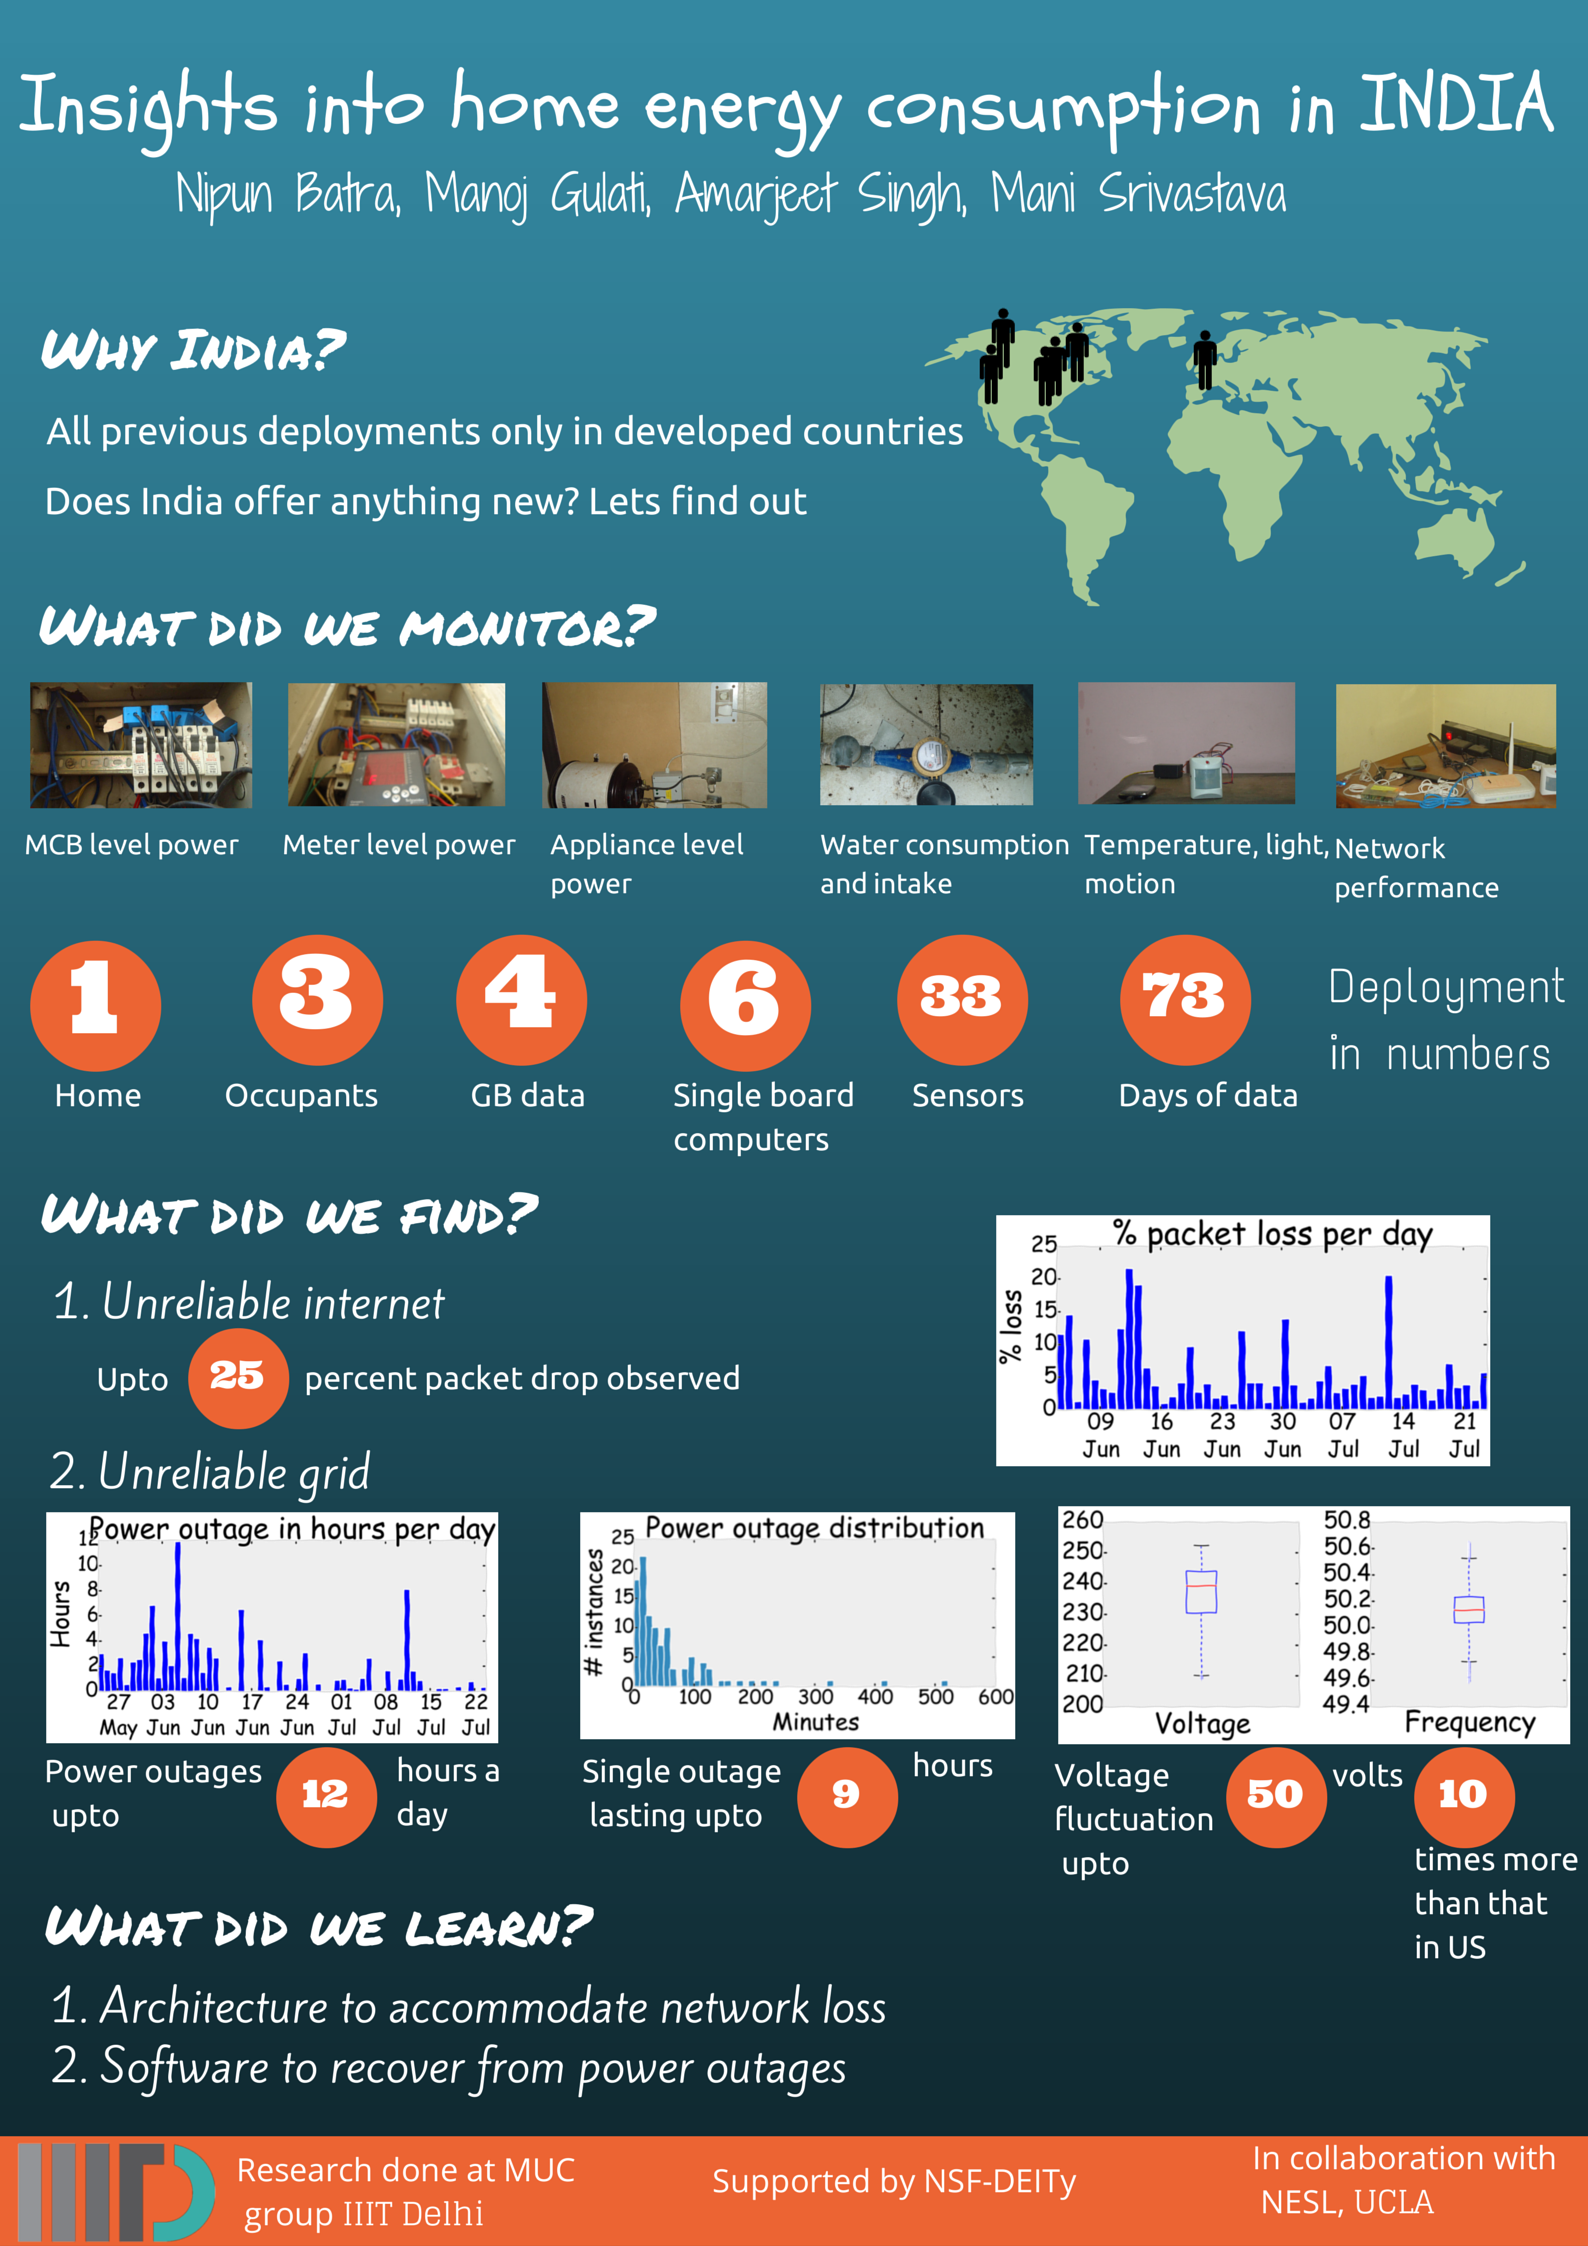 Insights into home energy consumption in INDIA
Nipun Batra, Manoj Gulati, Amarjeet Singh, Mani Srivastava
Why India?
All previous deployments only in developed countries
Does India offer anything new? Lets find out
What did we monitor?
MCB level power
Meter level power
Appliance level
power
Water consumption
and intake
Temperature, light,
motion
Network
performance
1
Home
3
Occupants
4
GB data
6
Single board
computers
33
Sensors
73
Days of data
Deployment
in numbers
What did we find?
1. Unreliable internet
Upto 25 percent packet drop observed
% packet loss per day
% loss
25
20
15
10
5
0
09 16 23 30 07 14 21
Jun Jun Jun Jun Jul Jul Jul
2. Unreliable grid
Power outage in hours per day
Hours
12
10
8
6
4
2
0
27 03 10 17 24 01 08 15 22
May Jun Jun Jun Jun Jul Jul Jul Jul
Power outages
upto
12
hours a
day
Power outage distribution
# instances
25
20
15
10
5
0
0 100 200 300 400 500 600
Minutes
Single outage
lasting upto
9
hours
260
250
240
230
220
210
200
Voltage
50.8
50.6
50.4
50.2
50.0
49.8
49.6
49.4
Frequency
Voltage
fluctuation
upto
50
volts
10
times more
than that
in US
What did we learn?
1. Architecture to accommodate network loss
2. Software to recover from power outages
IIITD
Research done at MUC
group IIIT Delhi
Supported by NSF-DEITy
In collaboration with
NESL, UCLA